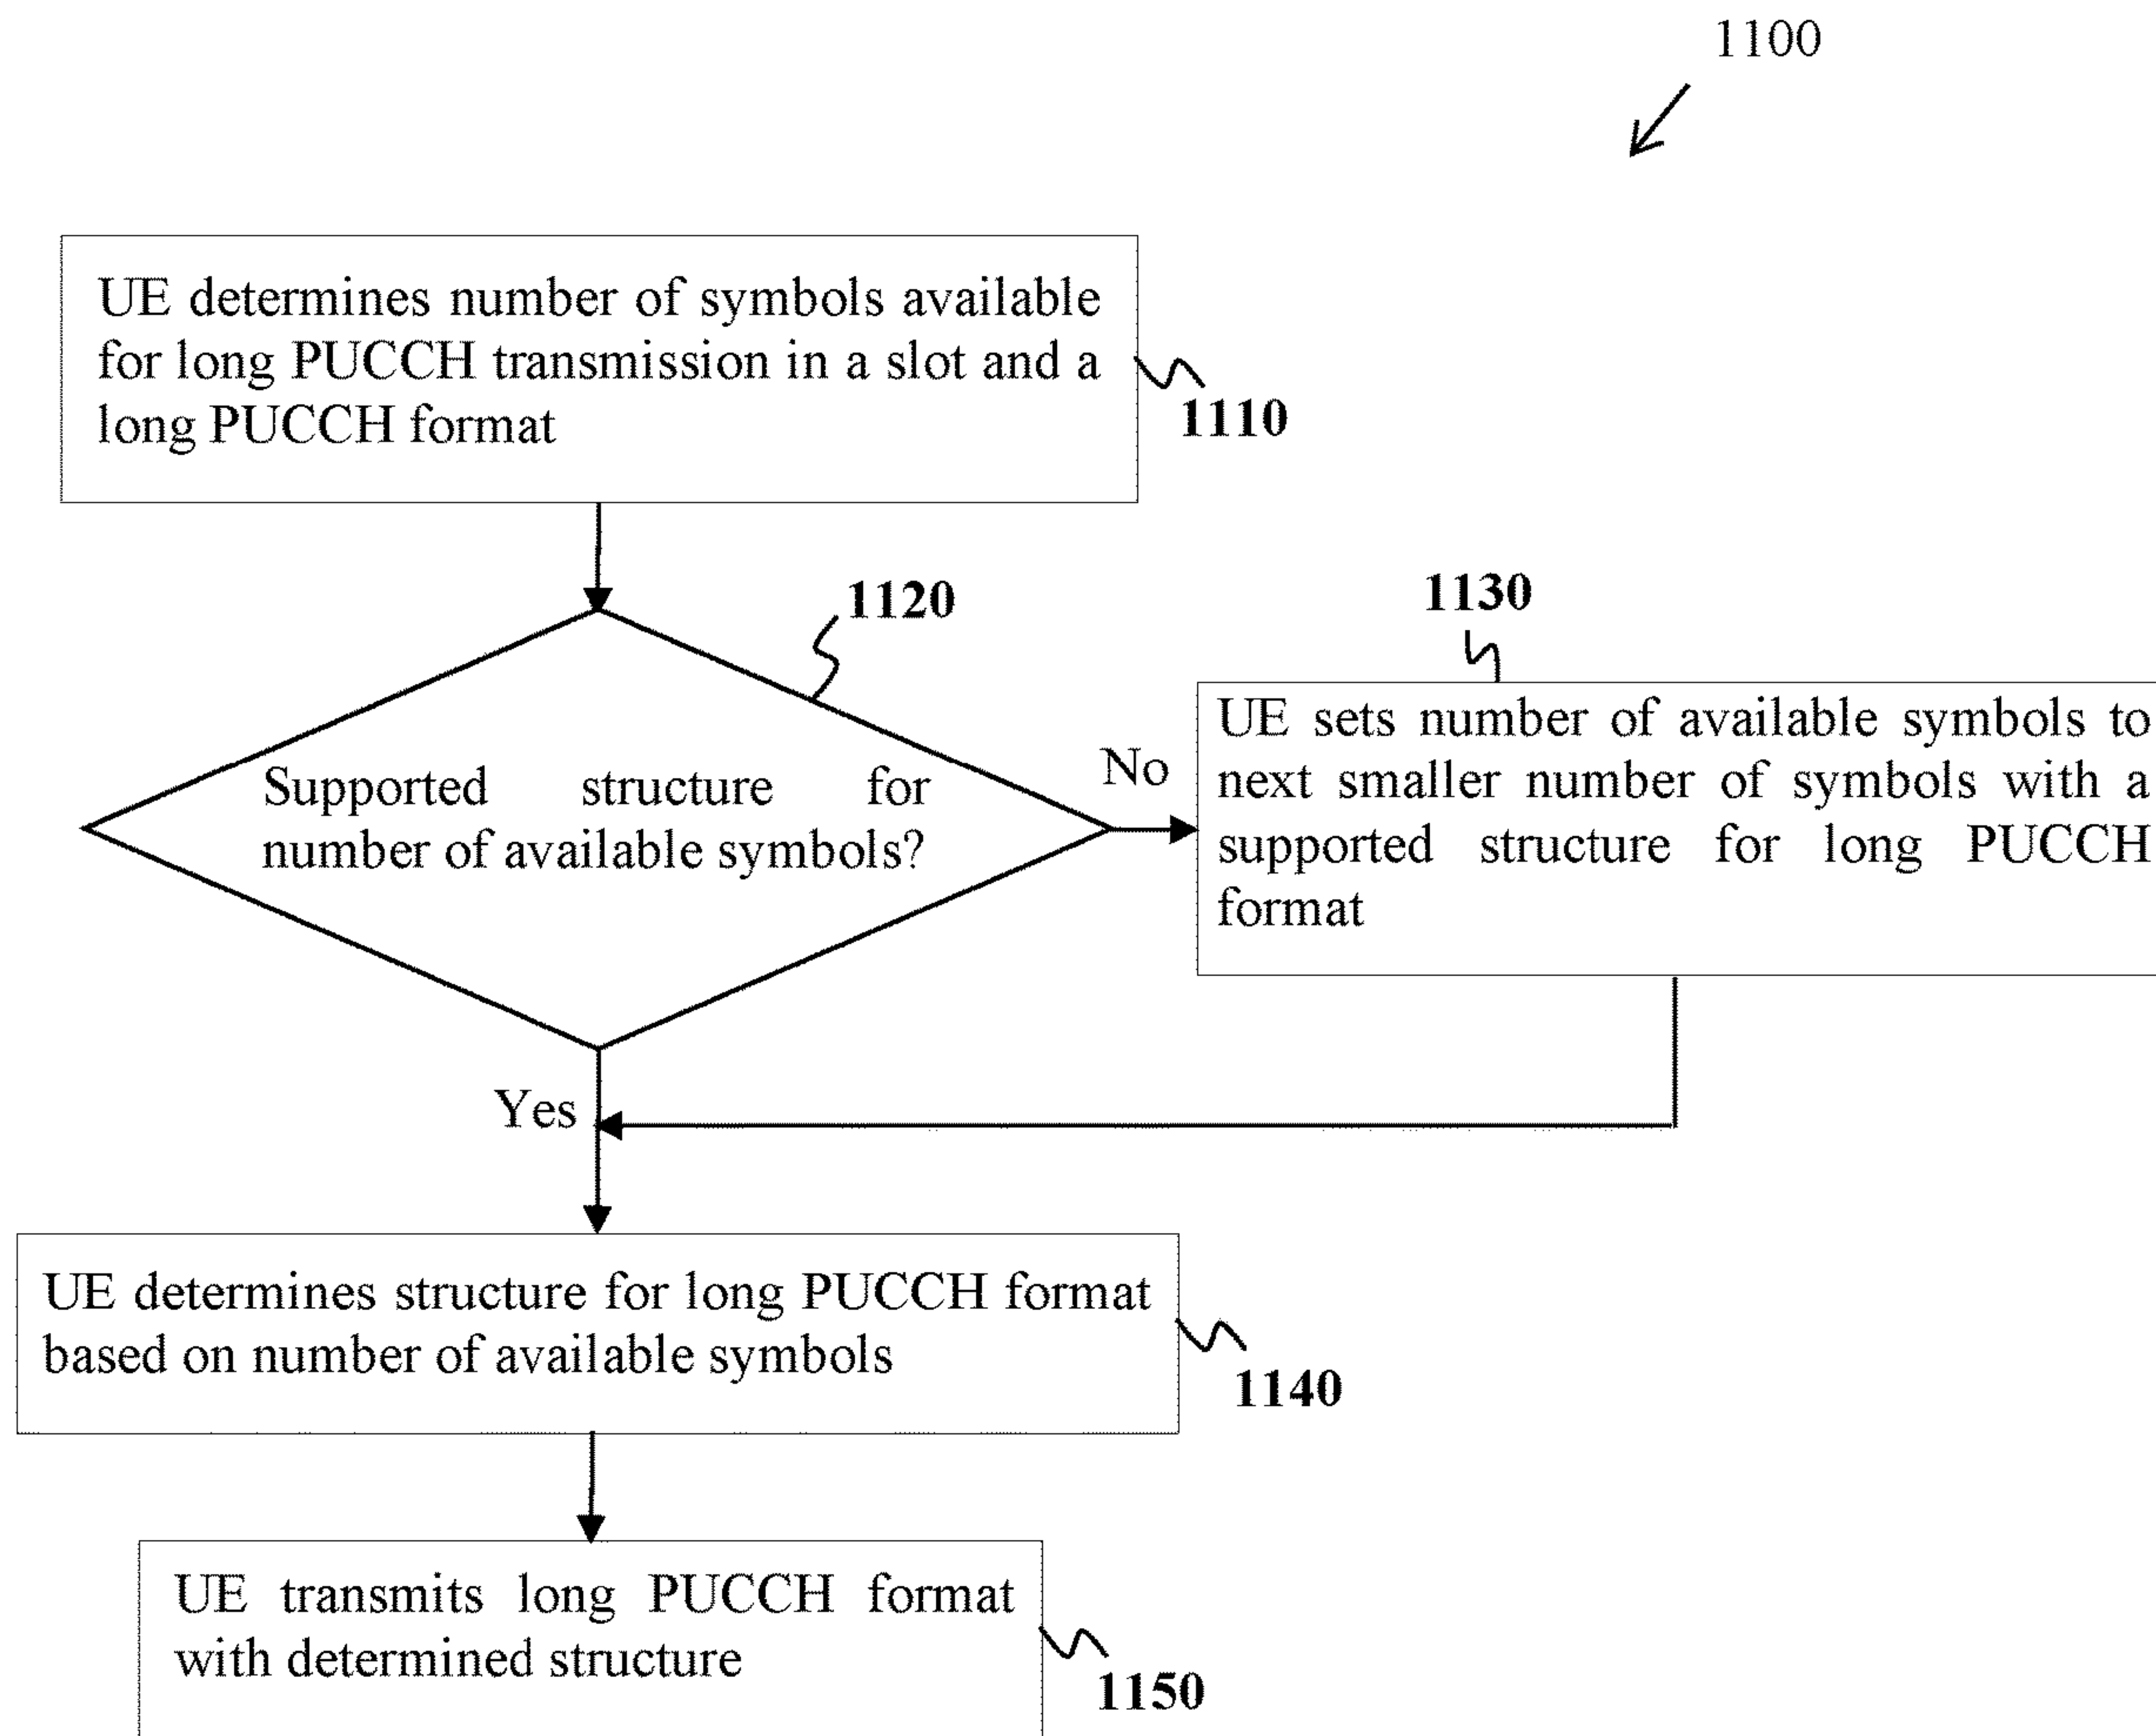 1100
UE determines number of symbols available
for long PUCCH transmission in a slot and a
long PUCCH format
1110
1120
1130
Supported structure for
number of available symbols?
No
UE sets number of available symbols to
next smaller number of symbols with a
supported structure for long PUCCH
format
Yes
UE determines structure for long PUCCH format
based on number of available symbols
1140
UE transmits long PUCCH format
with determined structure
1150